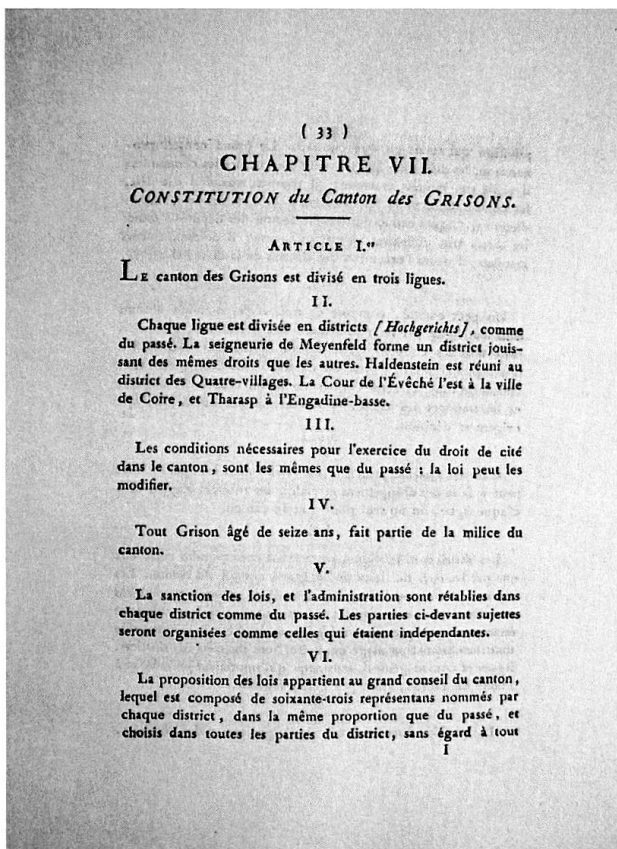 ( 33 )
CHAPITRE VII.
CONSTITUTION du Canton des GRISONS.
ARTICLE I.er
LE canton des Grisons est divisé en trois ligues.
II.
Chaque ligue est divisée en districts [Hochgerichts], comme
du passé. La seigneurie de Meyenfeld forme un district jouis-
sant des mêmes droits que les autres. Haldenstein est réuni au
district des Quatre-villages. La Cour de l'Évêché l'est à la ville
de Coire, et Tharasp à l'Engadine-basse.
III.
Les conditions nécessaires pour l'exercice du droit de cité
dans le canton, sont les mêmes que du passé : la loi peut les
modifier.
IV.
Tout Grison âgé de seize ans, fait partie de la milice du
canton.
V.
La sanction des lois, et l'administration sont rétablies dans
chaque district comme du passé. Les parties ci-devant sujettes
seront organisées comme celles qui étaient indépendantes.
VI.
La proposition des lois appartient au grand conseil du canton,
lequel est composé de soixante-trois représentans nommés par
chaque district, dans la même proportion que du passé, et
choisis dans toutes les parties du district, sans égard à tout
I